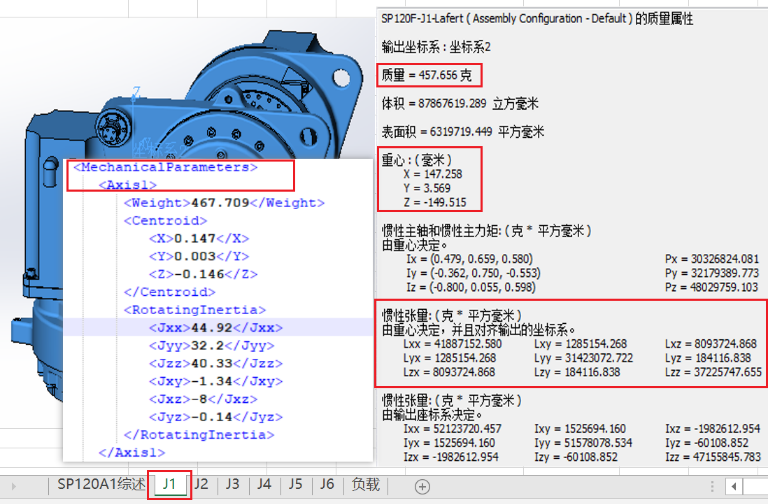 SP120F-J1-Lafert ( Assembly Configuration - Default ) 的质量属性
输出坐标系 : 坐标系2
质量 = 457.656 克
体积 = 87867619.289 立方毫米
表面积 = 6319719.449 平方毫米
重心 : ( 毫米 )
X = 147.258
Y = 3.569
Z = -149.515
惯性主轴和惯性主力矩: ( 克 * 平方毫米 )
由重心决定。
Ix = (0.479, 0.659, 0.580) Px = 30326824.081
Iy = (-0.362, 0.750, -0.553) Py = 32179389.773
Iz = (-0.800, 0.055, 0.598) Pz = 48029759.103
惯性张量: ( 克 * 平方毫米 )
由重心决定，并且对齐输出的坐标系。
Lxx = 41887152.580 Lxy = 1285154.268 Lxz = 8093724.868
Lyx = 1285154.268 Lyy = 31423072.722 Lyz = 184116.838
Lzx = 8093724.868 Lzy = 184116.838 Lzz = 37225747.655
惯性张量: ( 克 * 平方毫米 )
由输出座标系决定。
Ixx = 52123720.457 Ixy = 1525694.160 Ixz = -1982612.954
Iyx = 1525694.160 Iyy = 51578078.534 Iyz = -60108.852
Izx = -1982612.954 Izy = -60108.852 Izz = 47155845.783
Z
<MechanicalParameters>
<Axis1>
<Weight>467.709</Weight>
<Centroid>
<X>0.147</X>
<Y>0.003</Y>
<Z>-0.146</Z>
</Centroid>
<RotatingInertia>
<Jxx>44.92</Jxx>
<Jyy>32.2</Jyy>
<Jzz>40.33</Jzz>
<Jxy>-1.34</Jxy>
<Jxz>-8</Jxz>
<Jyz>-0.14</Jyz>
</RotatingInertia>
</Axis1>
SP120A1综述 J1 J2 J3 J4 J5 J6 负载